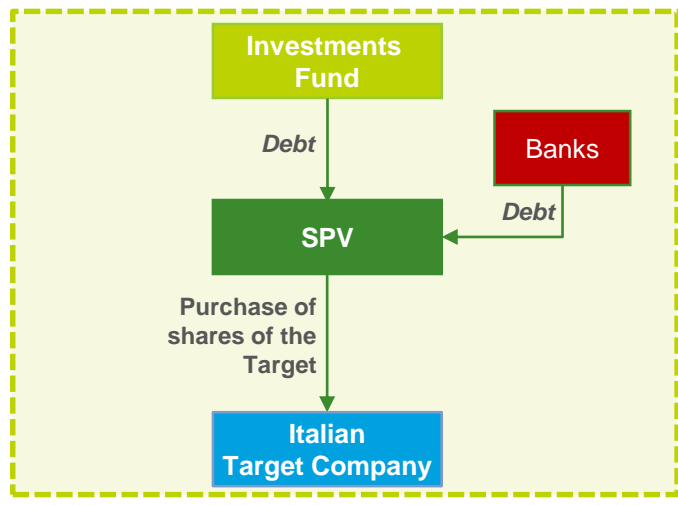 Investments
Fund
Debt
Banks
Debt
SPV
Purchase of
shares of the
Target
Italian
Target Company